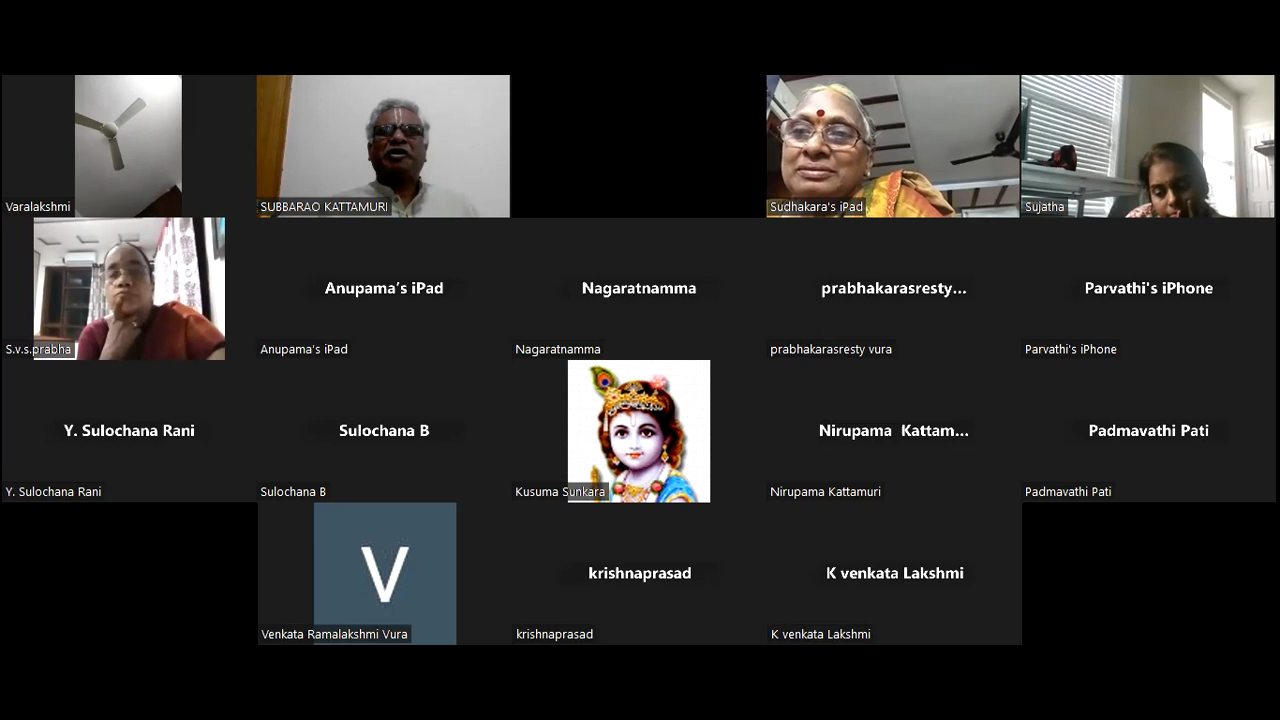 Varalakshmi
SUBBARAO KATTAMURI
Sudhakara's iPad
Sujatha
S.v.s.prabha
Anupama's iPad
Anupama's iPad
Nagaratnamma
Nagaratnamma
prabhakarasresty...
prabhakarasresty vura
Parvathi's iPhone
Parvathi's iPhone
Y. Sulochana Rani
Y. Sulochana Rani
Sulochana B
Sulochana B
Kusuma Sunkara
Nirupama Kattam...
Nirupama Kattamuri
Padmavathi Pati
Padmavathi Pati
V
Venkata Ramalakshmi Vura
krishnaprasad
krishnaprasad
K venkata Lakshmi
K venkata Lakshmi